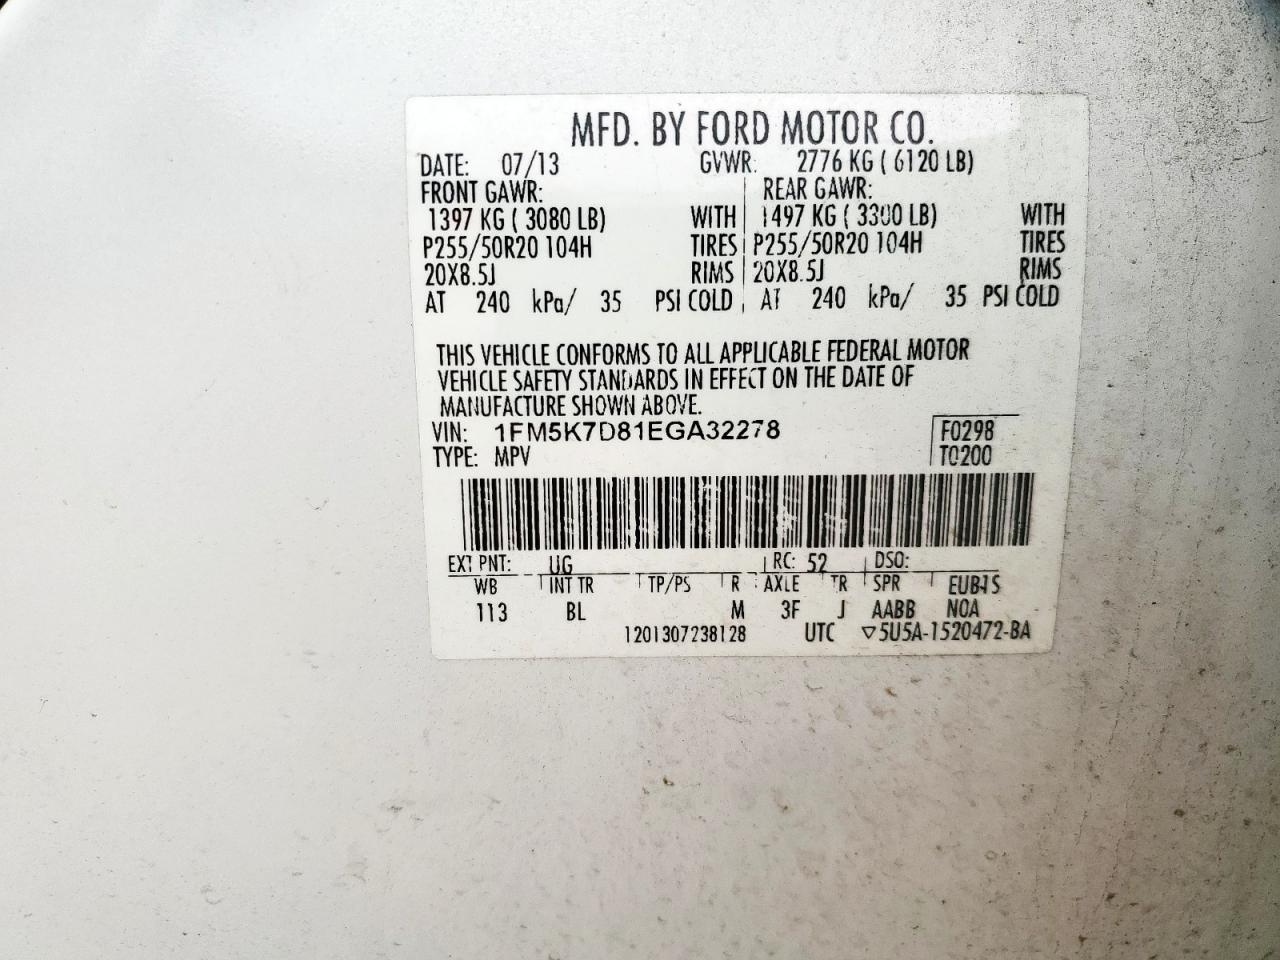 MFD. BY FORD MOTOR CO.
DATE: 07/13 GVWR: 2776 KG ( 6120 LB)
FRONT GAWR: REAR GAWR:
1397 KG ( 3080 LB) WITH 1497 KG ( 3300 LB) WITH
P255/50R20 104H TIRES P255/50R20 104H TIRES
20X8.5J RIMS 20X8.5J RIMS
AT 240 kPa/ 35 PSI COLD AT 240 kPa/ 35 PSI COLD
THIS VEHICLE CONFORMS TO ALL APPLICABLE FEDERAL MOTOR
VEHICLE SAFETY STANDARDS IN EFFECT ON THE DATE OF
MANUFACTURE SHOWN ABOVE.
VIN: 1FM5K7D81EGA32278 F0298
TYPE: MPV T0200
EXT PNT: UG RC: 52 DSO:
WB INT TR TP/PS R AXLE TR SPR
113 BL M 3F J AABB NOA
1201307238128 UTC ▽5U5A-1520472-BA